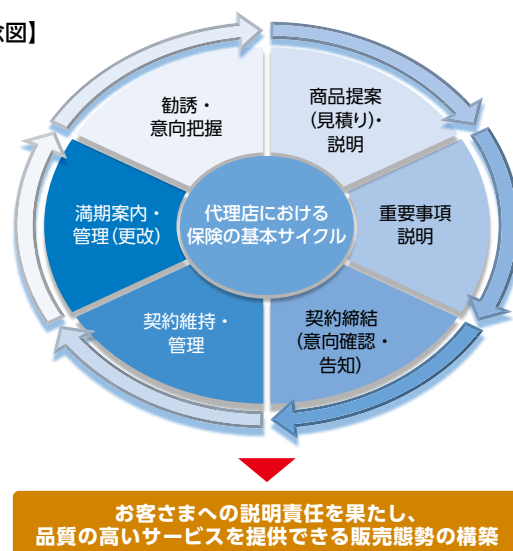 図】
勧誘・
意向把握
商品提案
(見積り)・
説明
重要事項
説明
契約締結
(意向確認・
告知)
契約維持・
管理
満期案内・
管理(更改)
代理店における
保険の基本サイクル
お客さまへの説明責任を果たし、
品質の高いサービスを提供できる販売態勢の構築